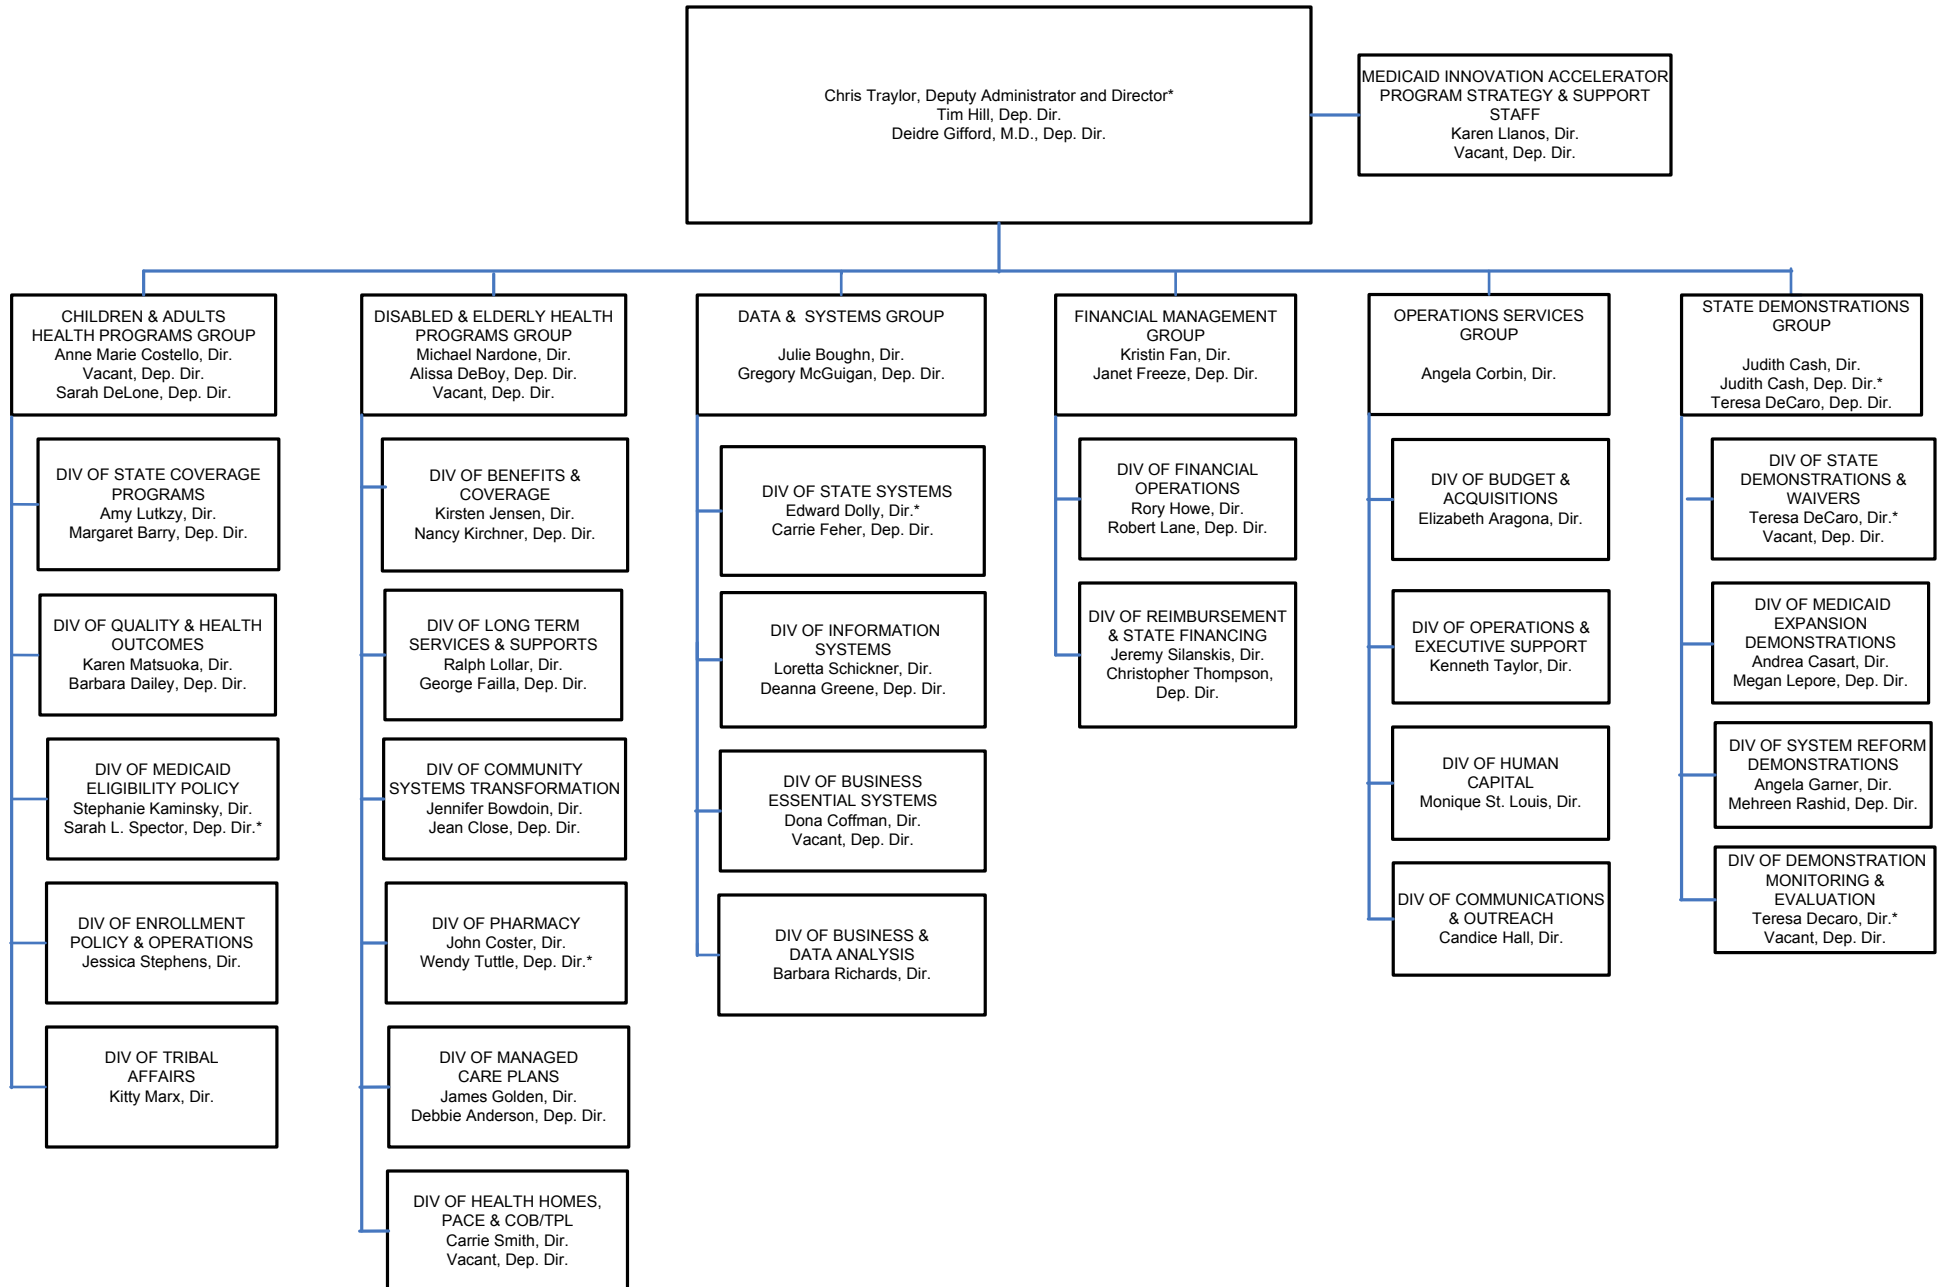 Chris Traylor, Deputy Administrator and Director*
Tim Hill, Dep. Dir.
Deidre Gifford, M.D., Dep. Dir.
MEDICAID INNOVATION ACCELERATOR
PROGRAM STRATEGY & SUPPORT
STAFF
Karen Llanos, Dir.
Vacant, Dep. Dir.
CHILDREN & ADULTS
HEALTH PROGRAMS GROUP
Anne Marie Costello, Dir.
Vacant, Dep. Dir.
Sarah DeLone, Dep. Dir.
DIV OF STATE COVERAGE
PROGRAMS
Amy Lutkzy, Dir.
Margaret Barry, Dep. Dir.
DIV OF QUALITY & HEALTH
OUTCOMES
Karen Matsuoka, Dir.
Barbara Dailey, Dep. Dir.
DIV OF MEDICAID
ELIGIBILITY POLICY
Stephanie Kaminsky, Dir.
Sarah L. Spector, Dep. Dir.*
DIV OF ENROLLMENT
POLICY & OPERATIONS
Jessica Stephens, Dir.
DIV OF TRIBAL
AFFAIRS
Kitty Marx, Dir.
DISABLED & ELDERLY HEALTH
PROGRAMS GROUP
Michael Nardone, Dir.
Alissa DeBoy, Dep. Dir.
Vacant, Dep. Dir.
DIV OF BENEFITS &
COVERAGE
Kirsten Jensen, Dir.
Nancy Kirchner, Dep. Dir.
DIV OF LONG TERM
SERVICES & SUPPORTS
Ralph Lollar, Dir.
George Failla, Dep. Dir.
DIV OF COMMUNITY
SYSTEMS TRANSFORMATION
Jennifer Bowdoin, Dir.
Jean Close, Dep. Dir.
DIV OF PHARMACY
John Coster, Dir.
Wendy Tuttle, Dep. Dir.*
DIV OF MANAGED
CARE PLANS
James Golden, Dir.
Debbie Anderson, Dep. Dir.
DIV OF HEALTH HOMES,
PACE & COB/TPL
Carrie Smith, Dir.
Vacant, Dep. Dir.
DATA & SYSTEMS GROUP
Julie Boughn, Dir.
Gregory McGuigan, Dep. Dir.
DIV OF STATE SYSTEMS
Edward Dolly, Dir.*
Carrie Feher, Dep. Dir.
DIV OF INFORMATION
SYSTEMS
Loretta Schickner, Dir.
Deanna Greene, Dep. Dir.
DIV OF BUSINESS
ESSENTIAL SYSTEMS
Dona Coffman, Dir.
Vacant, Dep. Dir.
DIV OF BUSINESS &
DATA ANALYSIS
Barbara Richards, Dir.
FINANCIAL MANAGEMENT
GROUP
Kristin Fan, Dir.
Janet Freeze, Dep. Dir.
DIV OF FINANCIAL
OPERATIONS
Rory Howe, Dir.
Robert Lane, Dep. Dir.
DIV OF REIMBURSEMENT
& STATE FINANCING
Jeremy Silanskis, Dir.
Christopher Thompson,
Dep. Dir.
OPERATIONS SERVICES
GROUP
Angela Corbin, Dir.
DIV OF BUDGET &
ACQUISITIONS
Elizabeth Aragona, Dir.
DIV OF OPERATIONS &
EXECUTIVE SUPPORT
Kenneth Taylor, Dir.
DIV OF HUMAN
CAPITAL
Monique St. Louis, Dir.
DIV OF COMMUNICATIONS
& OUTREACH
Candice Hall, Dir.
STATE DEMONSTRATIONS
GROUP
Judith Cash, Dir.
Judith Cash, Dep. Dir.*
Teresa DeCaro, Dep. Dir.
DIV OF STATE
DEMONSTRATIONS &
WAIVERS
Teresa DeCaro, Dir.*
Vacant, Dep. Dir.
DIV OF MEDICAID
EXPANSION
DEMONSTRATIONS
Andrea Casart, Dir.
Megan Lepore, Dep. Dir.
DIV OF SYSTEM REFORM
DEMONSTRATIONS
Angela Garner, Dir.
Mehreen Rashid, Dep. Dir.
DIV OF DEMONSTRATION
MONITORING &
EVALUATION
Teresa Decaro, Dir.*
Vacant, Dep. Dir.